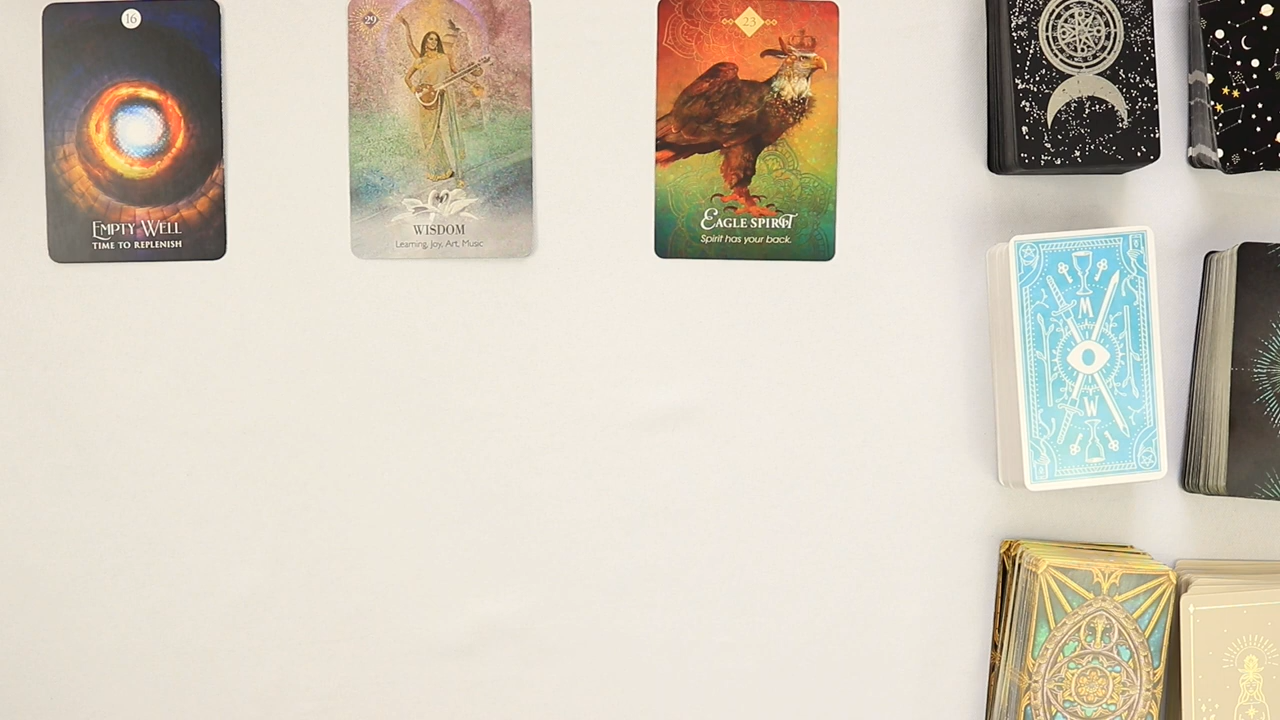 16
EMPTY WELL
TIME TO REPLENISH
29
WISDOM
Learning, Joy, Art, Music
23
EAGLE SPIRIT
Spirit has your back.
M
W